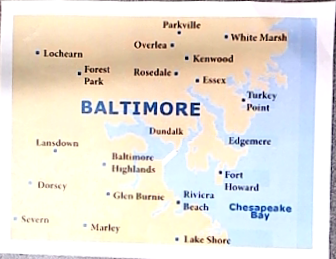 Parkville
Overlea
White Marsh
Lochearn
Kenwood
Forest
Park
Rosedale
Essex
Turkey
Point
BALTIMORE
Dundalk
Edgemere
Lansdown
Baltimore
Highlands
Fort
Howard
Dorsey
Glen Burnie
Riviera
Beach
Chesapeake
Bay
Severn
Marley
Lake Shore